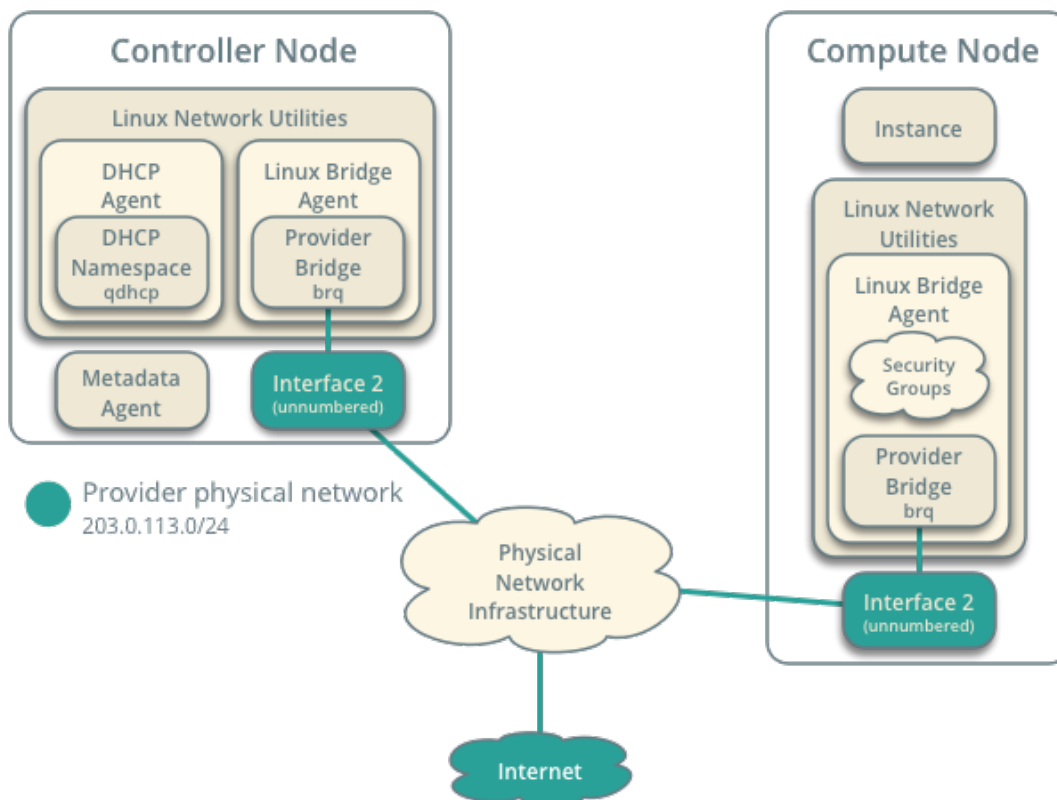 Controller Node
Linux Network Utilities
DHCP
Agent
DHCP
Namespace
qdhcp
Linux Bridge
Agent
Provider
Bridge
brq
Metadata
Agent
Interface 2
(unnumbered)
Provider physical network
203.0.113.0/24
Physical
Network
Infrastructure
Internet
Compute Node
Instance
Linux Network
Utilities
Linux Bridge
Agent
Security
Groups
Provider
Bridge
brq
Interface 2
(unnumbered)